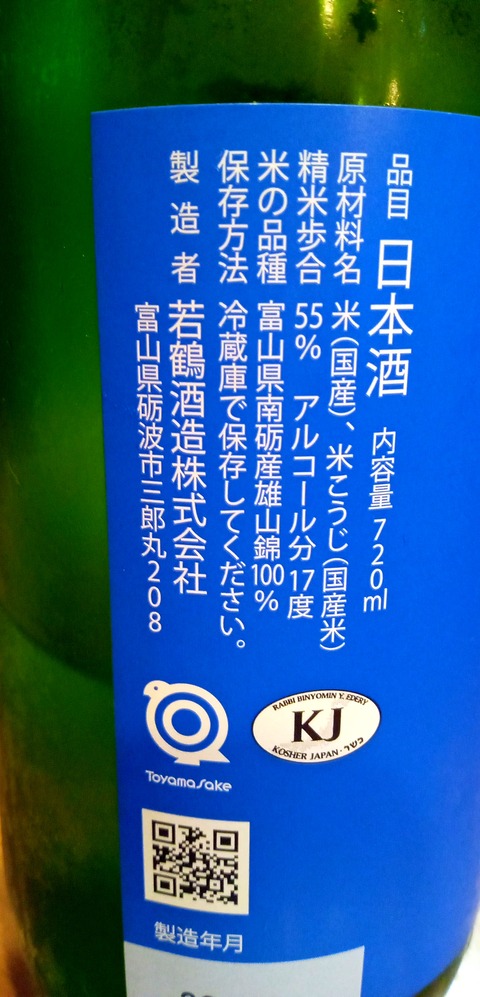 品目 日本酒 内容量 720ml
原材料名 米(国産)、米こうじ(国産米)
精米歩合 55% アルコール分 17度
米の品種 富山県南砺産雄山錦100%
保存方法 冷蔵庫で保存してください。
製造者 若鶴酒造株式会社
富山県砺波市三郎丸208
Toyama Sake
RABBI BINYOMIN Y. EDERY
KJ
KOSHER JAPAN・כשר
製造年月